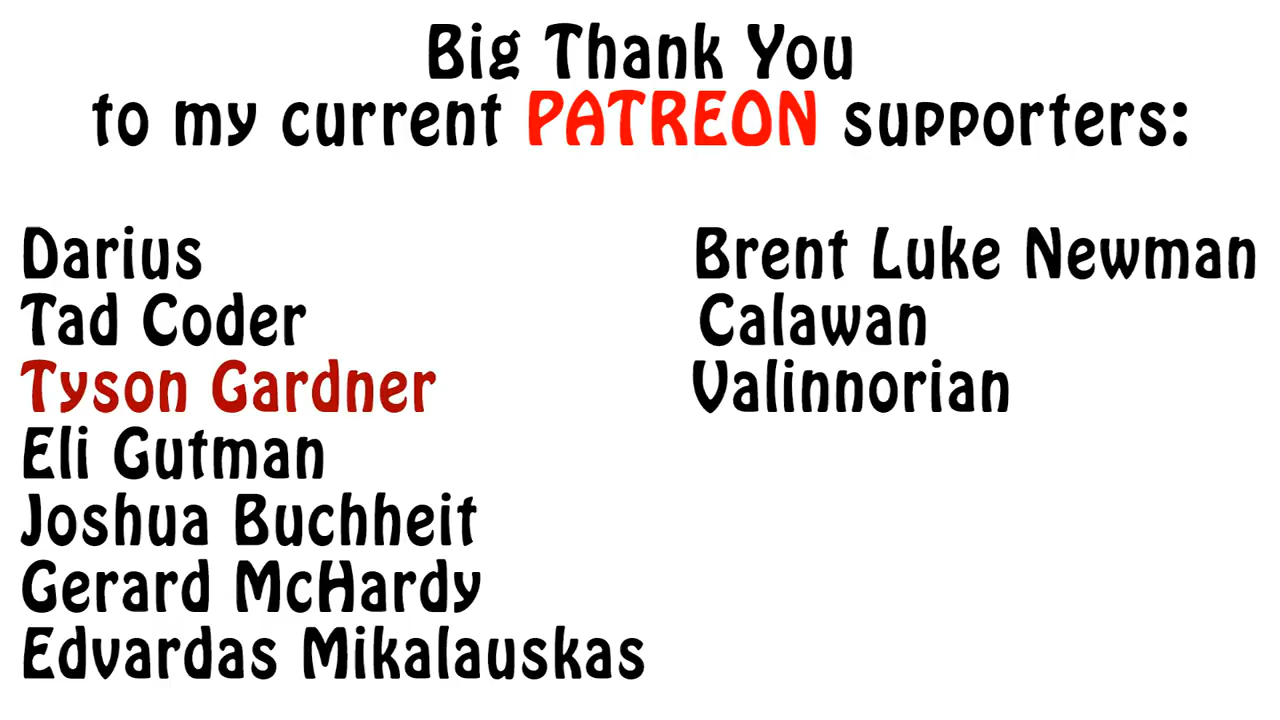 Big Thank You
to my current PATREON supporters:
Darius
Tad Coder
Tyson Gardner
Eli Gutman
Joshua Buchheit
Gerard McHardy
Edvardas Mikalauskas
Brent Luke Newman
Calawan
Valinnorian